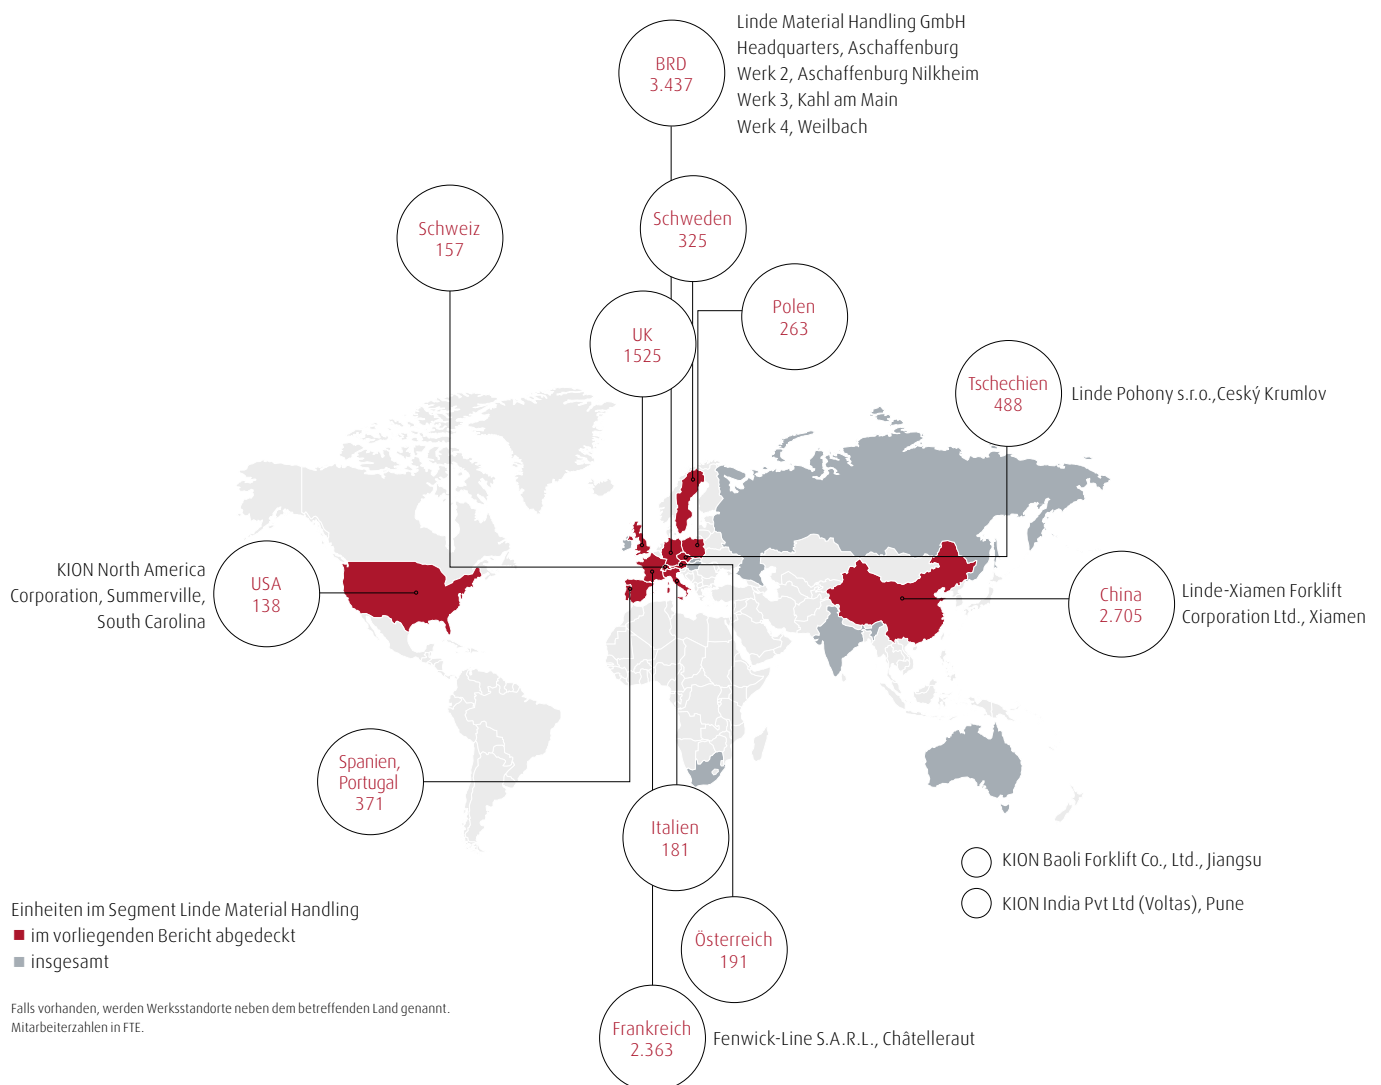 BRD
3.437
Linde Material Handling GmbH
Headquarters, Aschaffenburg
Werk 2, Aschaffenburg Nilkheim
Werk 3, Kahl am Main
Werk 4, Weilbach
Schweiz
157
Schweden
325
Polen
263
UK
1525
Tschechien
488
Linde Pohony s.r.o.,Ceský Krumlov
KION North America
Corporation, Summerville,
South Carolina
USA
138
China
2.705
Linde-Xiamen Forklift
Corporation Ltd., Xiamen
Spanien,
Portugal
371
Italien
181
KION Baoli Forklift Co., Ltd., Jiangsu
KION India Pvt Ltd (Voltas), Pune
Einheiten im Segment Linde Material Handling
im vorliegenden Bericht abgedeckt
insgesamt
Österreich
191
Falls vorhanden, werden Werksstandorte neben dem betreffenden Land genannt.
Mitarbeiterzahlen in FTE.
Frankreich
2.363
Fenwick-Line S.A.R.L., Châtelleraut